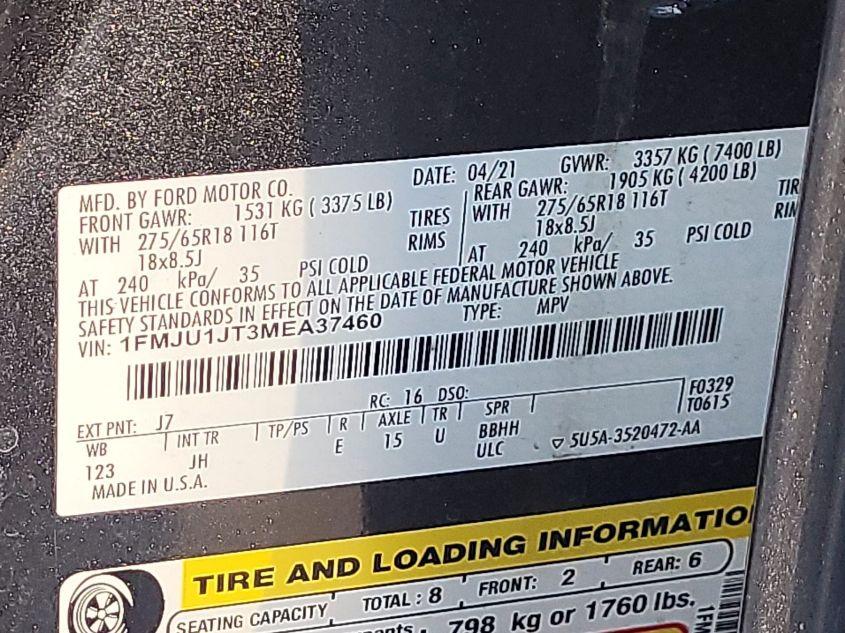 MFD. BY FORD MOTOR CO. DATE: 04/21 GVWR: 3357 KG ( 7400 LB)
FRONT GAWR: 1531 KG ( 3375 LB) REAR GAWR: 1905 KG ( 4200 LB)
WITH 275/65R18 116T TIRES WITH 275/65R18 116T TIR
18x8.5J RIMS 18x8.5J RIM
AT 240 kPa/ 35 PSI COLD AT 240 kPa/ 35 PSI COLD
THIS VEHICLE CONFORMS TO ALL APPLICABLE FEDERAL MOTOR VEHICLE
SAFETY STANDARDS IN EFFECT ON THE DATE OF MANUFACTURE SHOWN ABOVE.
VIN: 1FMJU1JT3MEA37460 TYPE: MPV
F0329
EXT PNT: J7 RC: 16 DSO: T0615
WB INT TR TP/PS R AXLE TR SPR
123 JH E 15 U BBHH
ULC 5U5A-3520472-AA
MADE IN U.S.A.
TIRE AND LOADING INFORMATIO
SEATING CAPACITY TOTAL : 8 FRONT: 2 REAR: 6
798 kg or 1760 lbs.
1FM